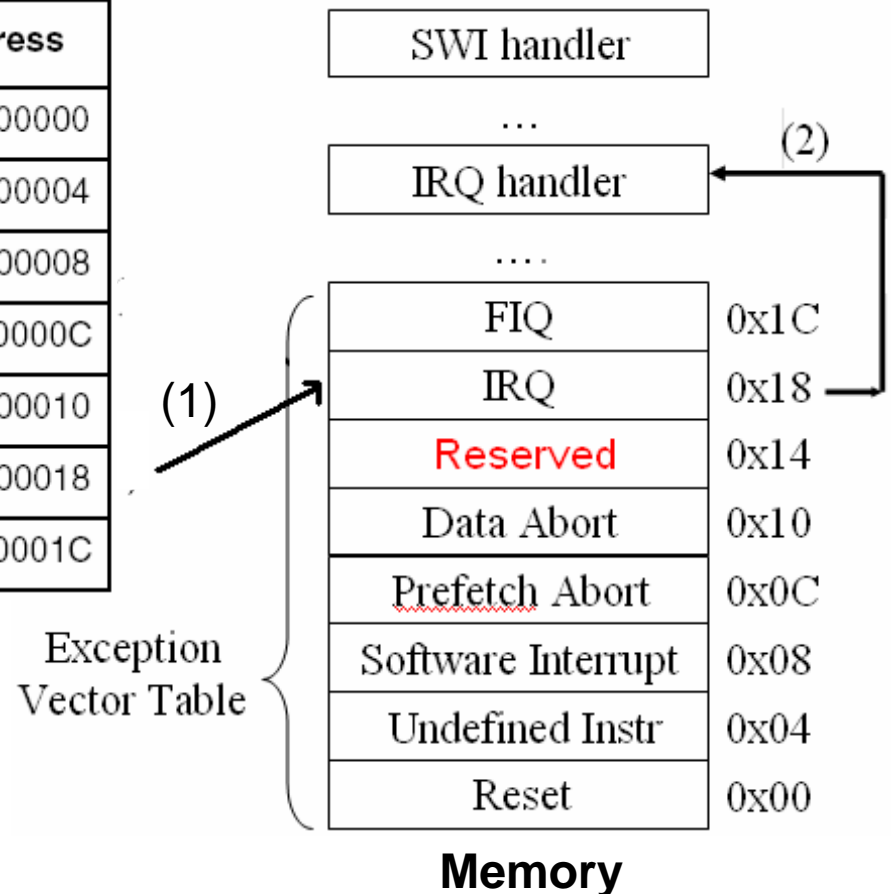 ress
00000
00004
00008
0000C
00010
00018
0001C
SWI handler
...
(2)
IRQ handler
....
FIQ 0x1C
(1)
IRQ 0x18
Reserved 0x14
Data Abort 0x10
Prefetch Abort 0x0C
Exception
Vector Table
Software Interrupt 0x08
Undefined Instr 0x04
Reset 0x00
Memory